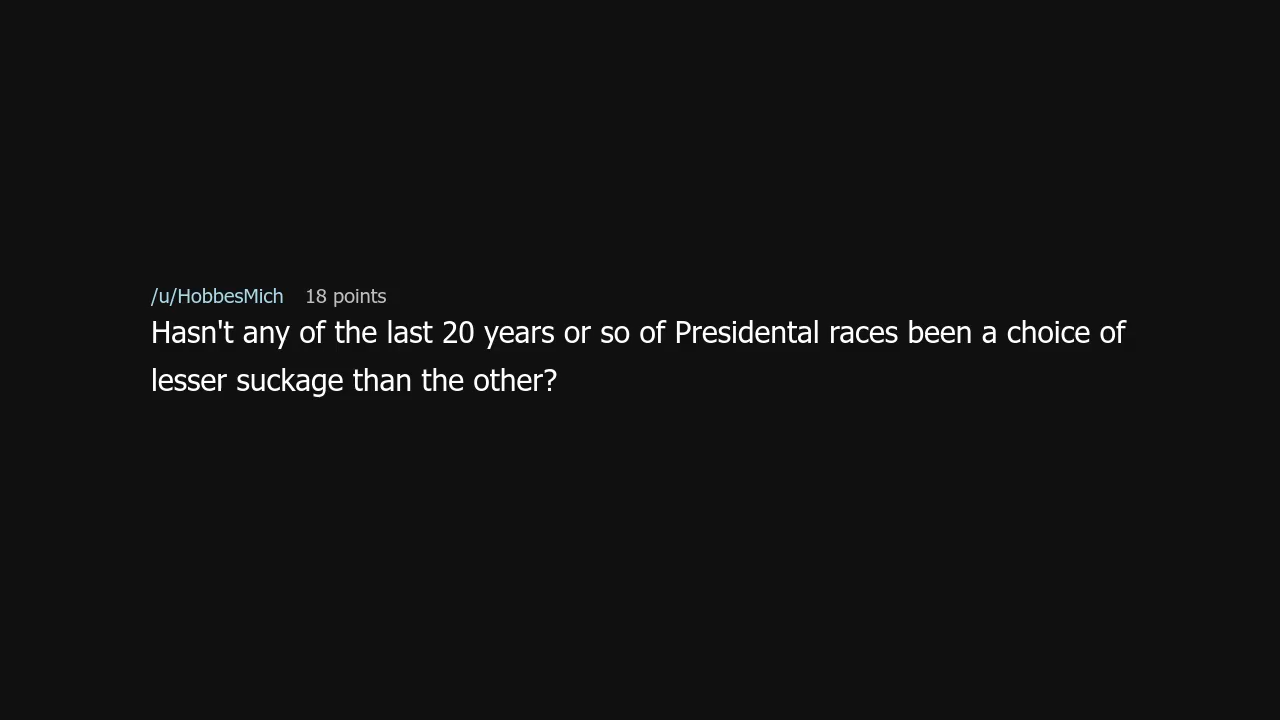 /u/HobbesMich 18 points
Hasn't any of the last 20 years or so of Presidental races been a choice of
lesser suckage than the other?